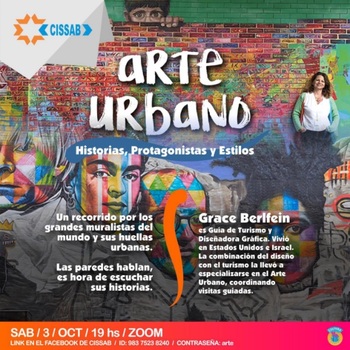 CISSAB
ARTE
URBANO
Historias, Protagonistas y Estilos
Un recorrido por los
grandes muralistas del
mundo y sus huellas
urbanas.
Las paredes hablan,
es hora de escuchar
sus historias.
Grace Berlfein
es Guía de Turismo y
Diseñadora Gráfica. Vivió
en Estados Unidos e Israel.
La combinación del diseño
con el turismo la llevó a
especializarse en el Arte
Urbano, coordinando
visitas guiadas.
SAB / 3 / OCT / 19 hs / ZOOM
LINK EN EL FACEBOOK DE CISSAB / ID: 983 7523 8240 / CONTRASEÑA: arte